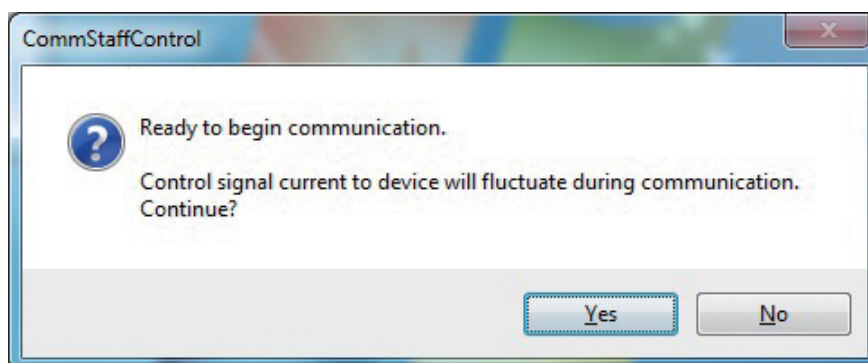 CommStaffControl
Ready to begin communication.
Control signal current to device will fluctuate during communication.
Continue?
Yes
No